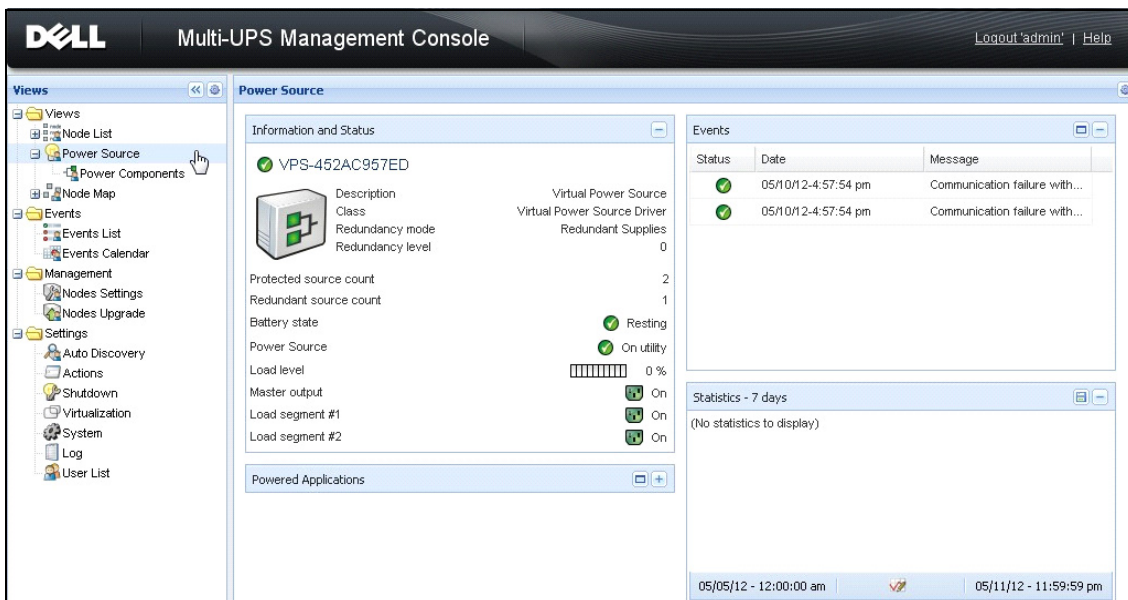 DELL Multi-UPS Management Console Logout 'admin' | Help
Views
Views
Node List
Power Source
Power Components
Node Map
Events
Events List
Events Calendar
Management
Nodes Settings
Nodes Upgrade
Settings
Auto Discovery
Actions
Shutdown
Virtualization
System
Log
User List
Power Source
Information and Status
VPS-452AC957ED
Description Virtual Power Source
Class Virtual Power Source Driver
Redundancy mode Redundant Supplies
Redundancy level 0
Protected source count 2
Redundant source count 1
Battery state Resting
Power Source On utility
Load level 0 %
Master output On
Load segment #1 On
Load segment #2 On
Powered Applications
Events
Status Date Message
05/10/12-4:57:54 pm Communication failure with...
05/10/12-4:57:54 pm Communication failure with...
Statistics - 7 days
(No statistics to display)
05/05/12 - 12:00:00 am 05/11/12 - 11:59:59 pm